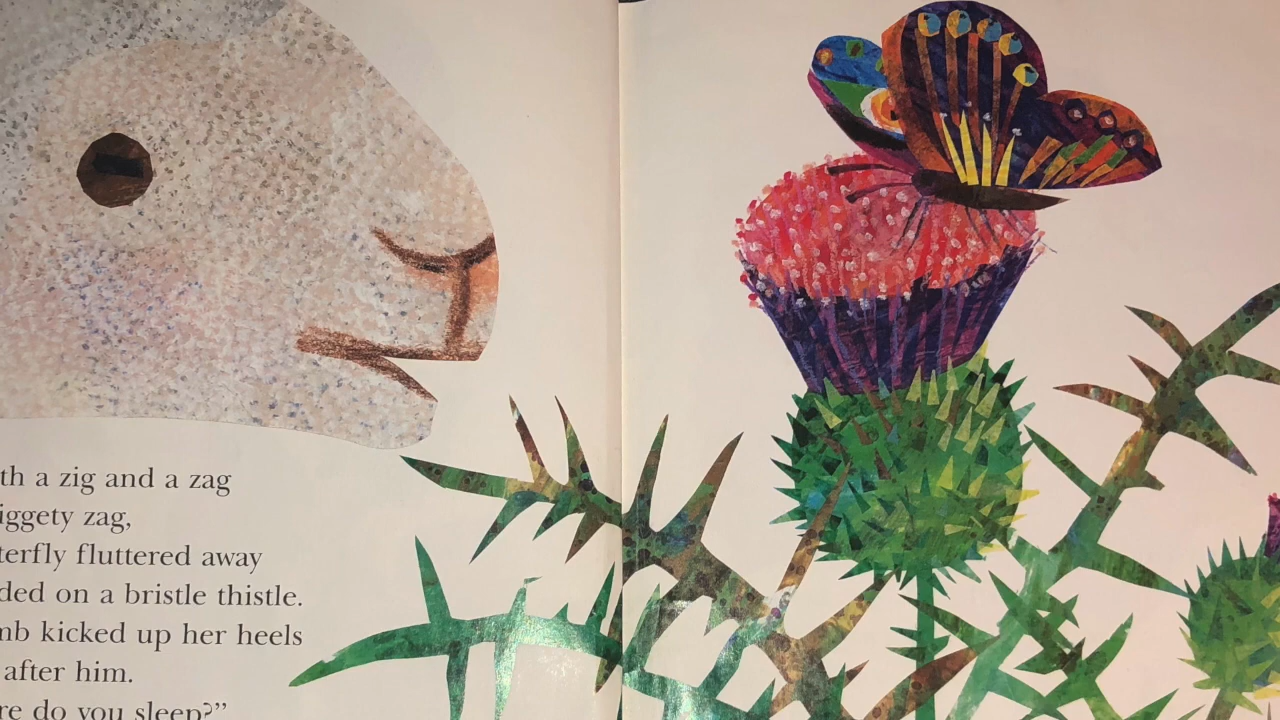 th a zig and a zag
iggety zag,
terfly fluttered away
ded on a bristle thistle.
mb kicked up her heels
after him.
re do you sleep?”